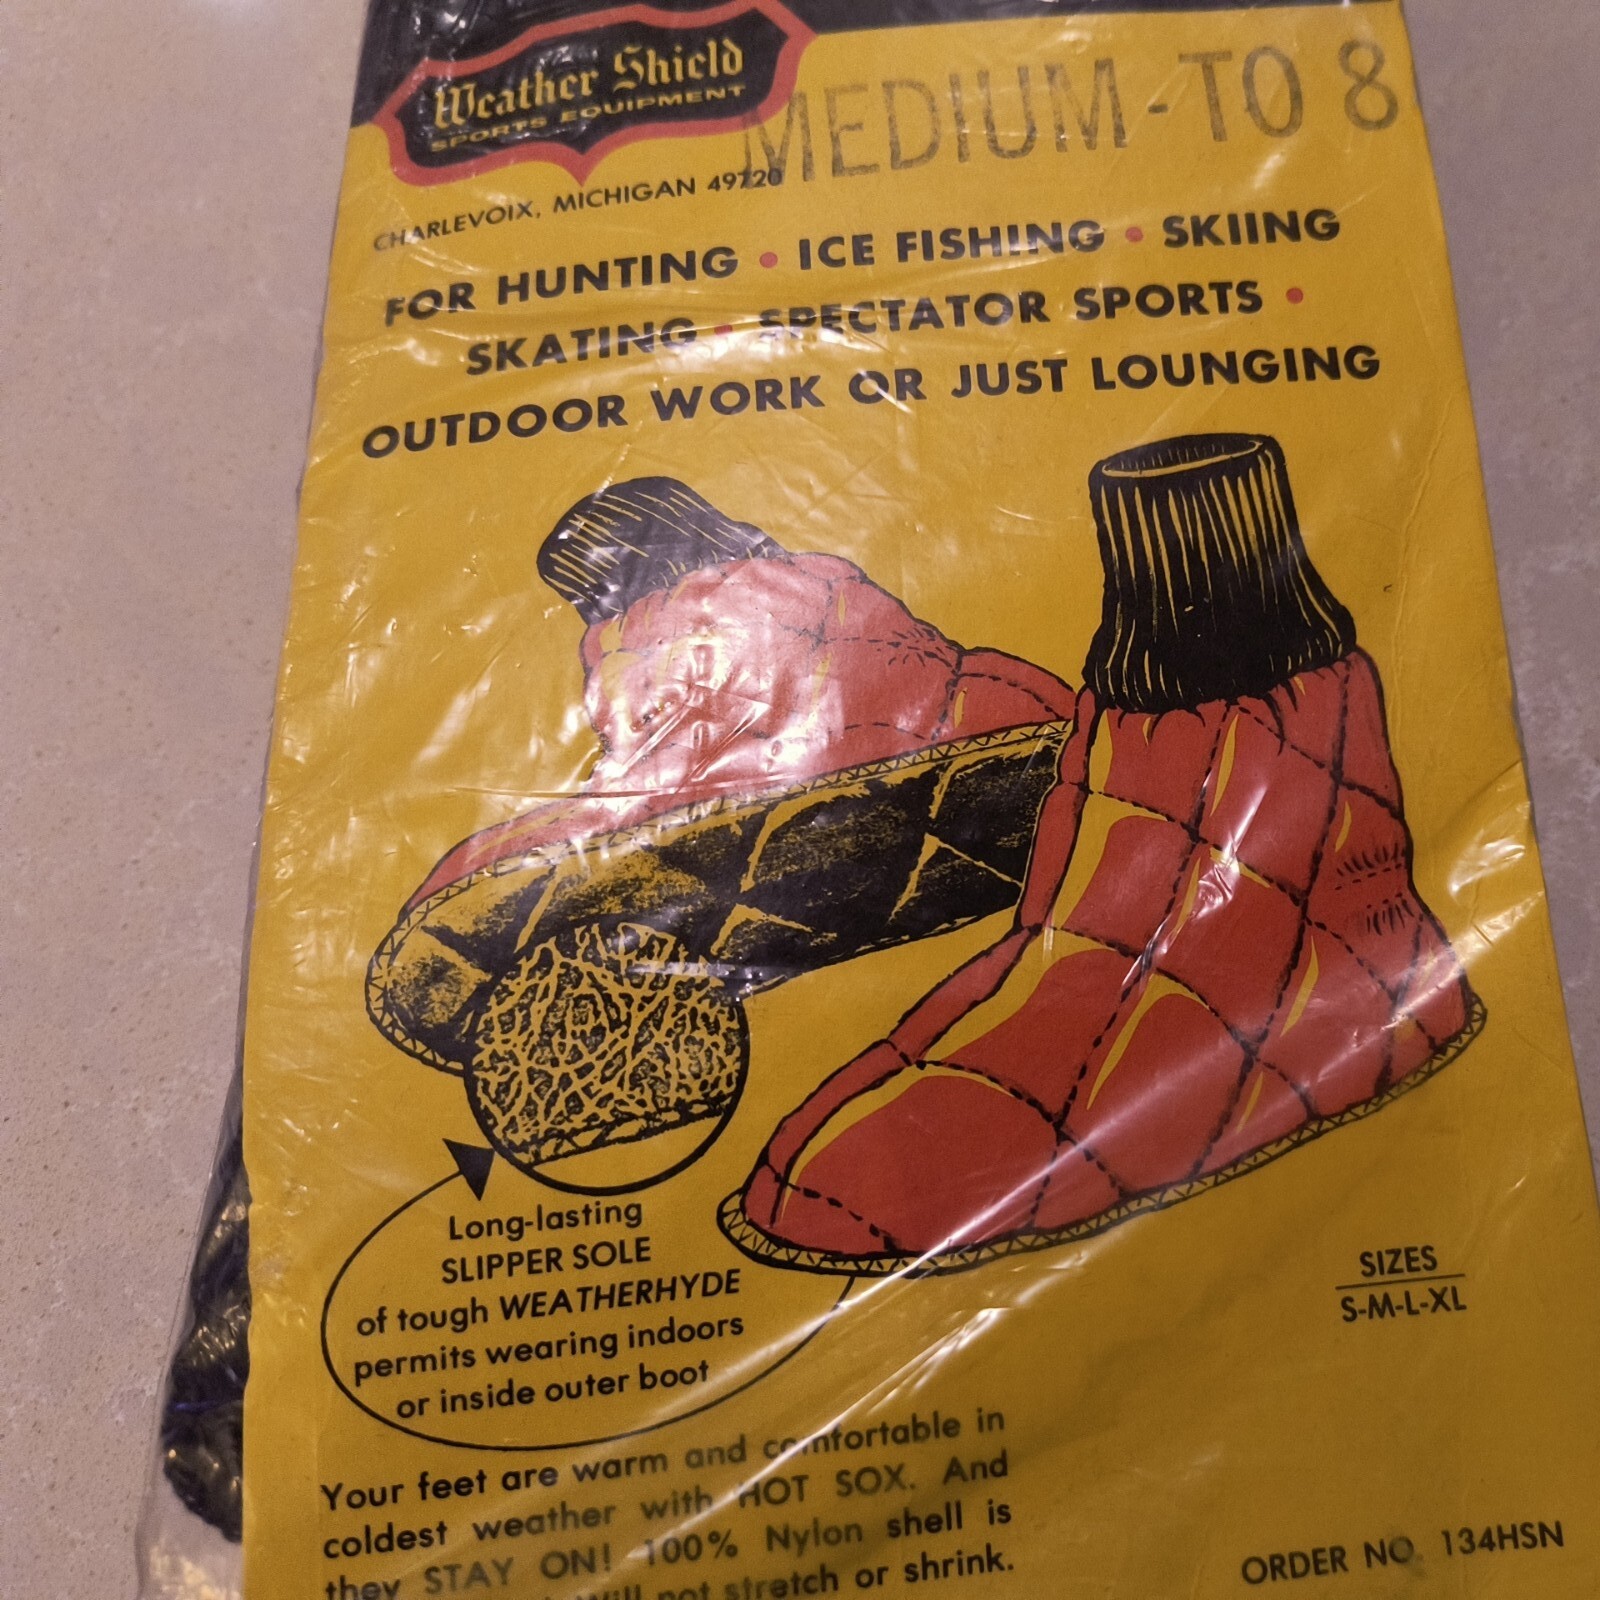 Weather Shield
SPORTS EQUIPMENT
MEDIUM - TO 8
CHARLEVOIX, MICHIGAN 49720
FOR HUNTING • ICE FISHING • SKIING
SKATING • SPECTATOR SPORTS •
OUTDOOR WORK OR JUST LOUNGING
Long-lasting
SLIPPER SOLE
of tough WEATHERHYDE
permits wearing indoors
or inside outer boot
SIZES
S-M-L-XL
Your feet are warm and comfortable in
coldest weather with HOT SOX. And
they STAY ON! 100% Nylon shell is
will not stretch or shrink.
ORDER NO. 134HSN